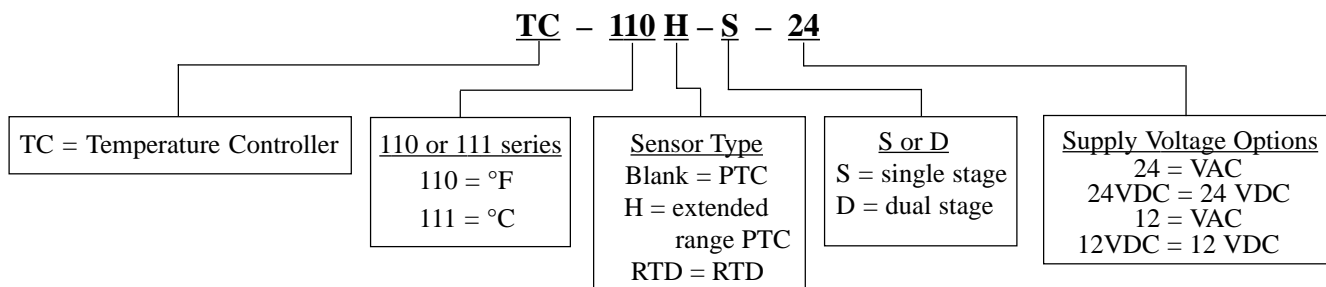 TC – 110 H – S – 24
TC = Temperature Controller
110 or 111 series
110 = °F
111 = °C
Sensor Type
Blank = PTC
H = extended
range PTC
RTD = RTD
S or D
S = single stage
D = dual stage
Supply Voltage Options
24 = VAC
24VDC = 24 VDC
12 = VAC
12VDC = 12 VDC